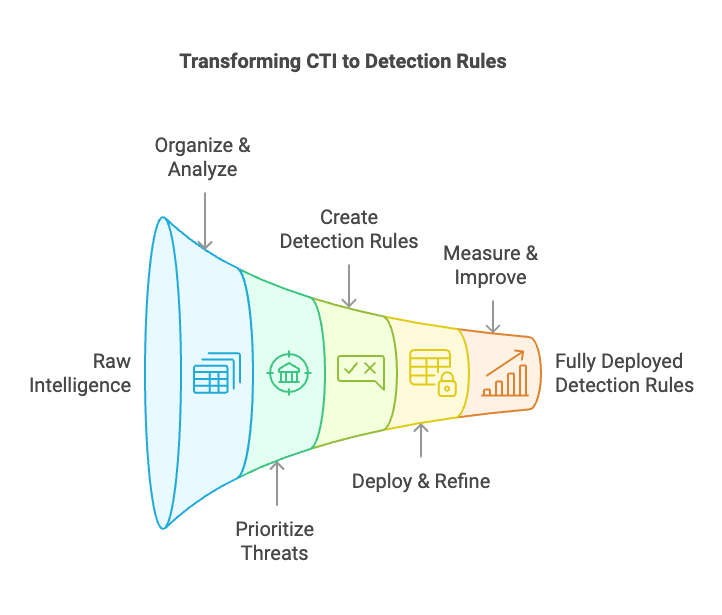 Transforming CTI to Detection Rules
Organize &
Analyze
Create
Detection Rules
Measure &
Improve
Raw
Intelligence
Fully Deployed
Detection Rules
Deploy & Refine
Prioritize
Threats